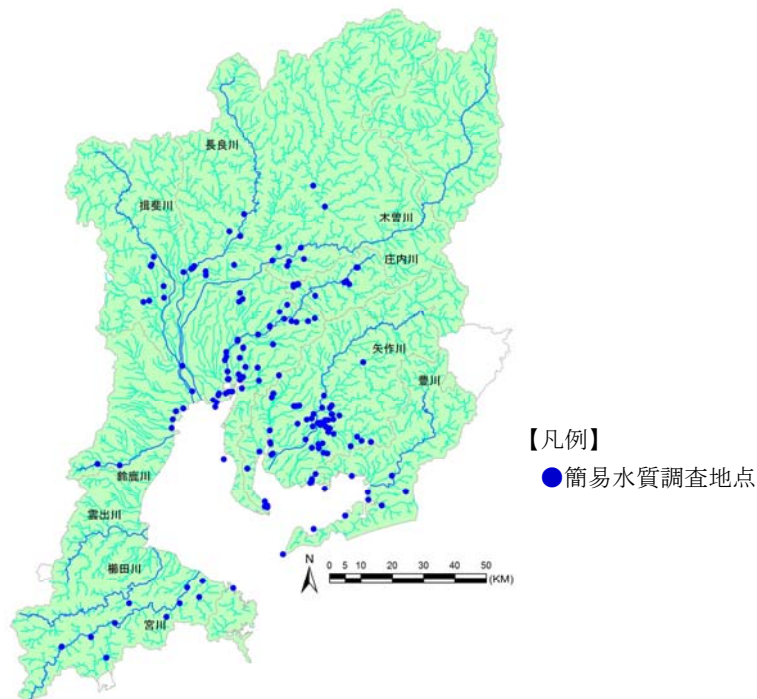 長良川
揖斐川
木曽川
庄内川
矢作川
豊川
【凡例】
●簡易水質調査地点
鈴鹿川
雲出川
櫛田川
宮川
N
0 5 10 20 30 40 50
(KM)